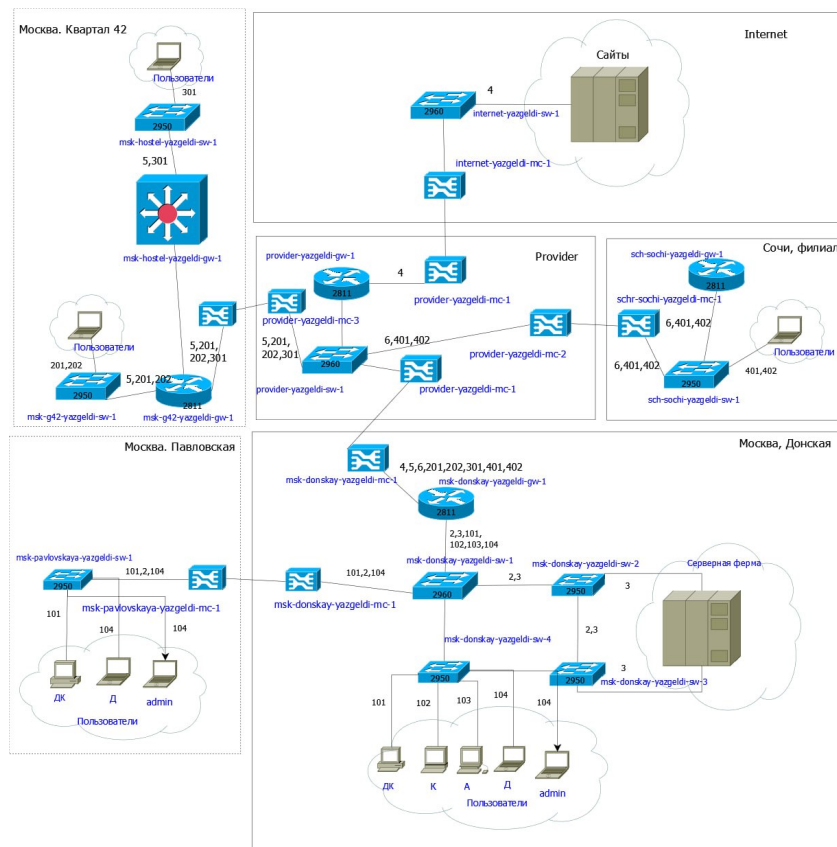 Москва. Квартал 42
Пользователи
301
2950
msk-hostel-yazgeldi-sw-1
5,301
msk-hostel-yazgeldi-gw-1
Пользователи
201,202
5,201,202
2950
msk-g42-yazgeldi-sw-1
2811
msk-g42-yazgeldi-gw-1
5,201,
202,301
Internet
Сайты
4
2960
internet-yazgeldi-sw-1
internet-yazgeldi-mc-1
Provider
provider-yazgeldi-gw-1
4
2811
provider-yazgeldi-mc-1
provider-yazgeldi-mc-3
5,201,
202,301
6,401,402
provider-yazgeldi-mc-2
2960
provider-yazgeldi-sw-1
provider-yazgeldi-mc-1
Сочи, филиал
sch-sochi-yazgeldi-gw-1
2811
schr-sochi-yazgeldi-mc-1
6,401,402
Пользователи
6,401,402
401,402
2950
sch-sochi-yazgeldi-sw-1
Москва. Павловская
msk-pavlovskaya-yazgeldi-sw-1
2950
101,2,104
msk-pavlovskaya-yazgeldi-mc-1
101
104
104
ДК
Д
admin
Пользователи
Москва, Донская
4,5,6,201,202,301,401,402
msk-donskay-yazgeldi-mc-1
msk-donskay-yazgeldi-gw-1
2811
2,3,101,
102,103,104
msk-donskay-yazgeldi-sw-1
msk-donskay-yazgeldi-sw-2
Серверная ферма
101,2,104
2,3
3
2960
2950
msk-donskay-yazgeldi-mc-1
2,3
msk-donskay-yazgeldi-sw-4
3
2950
2950
msk-donskay-yazgeldi-sw-3
101
102
103
104
104
ДК
К
А
Д
admin
Пользователи